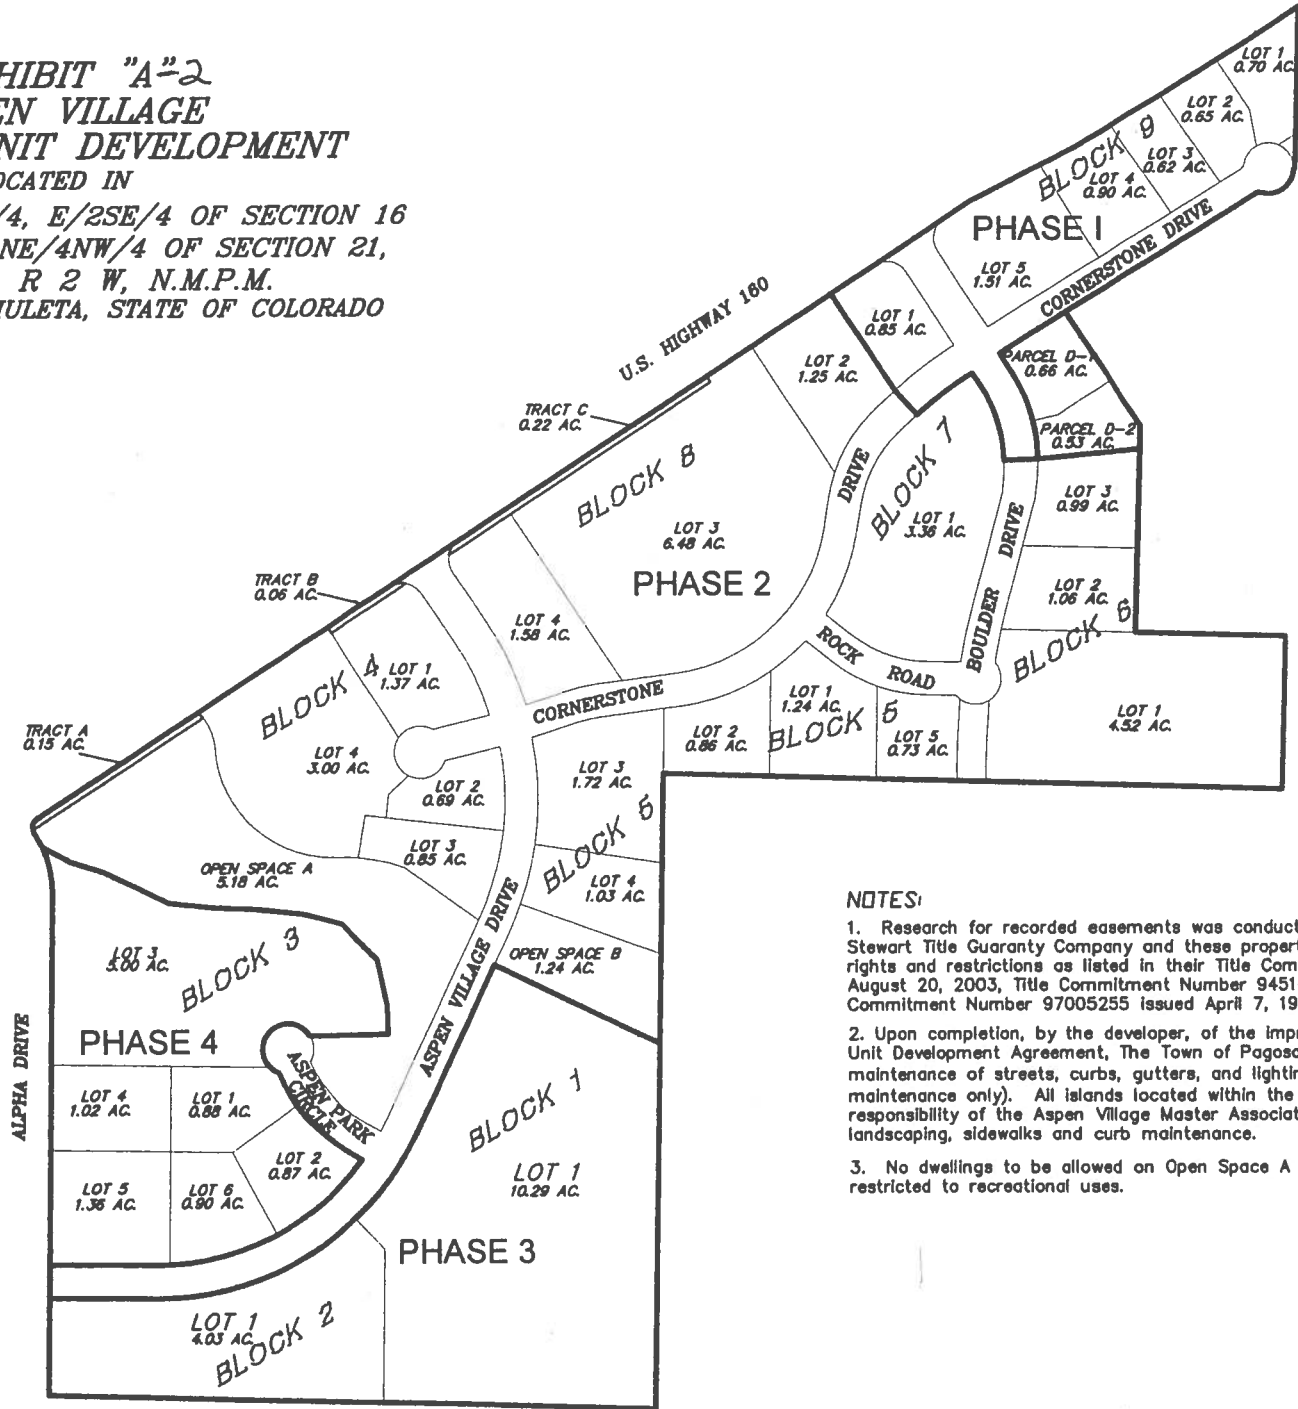 HIBIT "A"-2
EN VILLAGE
NIT DEVELOPMENT
OCATED IN
/4, E/2SE/4 OF SECTION 16
NE/4NW/4 OF SECTION 21,
R 2 W, N.M.P.M.
HULETA, STATE OF COLORADO
LOT 1
0.70 AC.
LOT 2
0.65 AC.
LOT 3
0.62 AC.
BLOCK 9
LOT 4
0.90 AC.
PHASE I
LOT 5
1.51 AC.
CORNERSTONE DRIVE
U.S. HIGHWAY 160
LOT 1
0.85 AC.
PARCEL D-1
0.66 AC.
LOT 2
1.25 AC.
PARCEL D-2
0.53 AC.
TRACT C
0.22 AC.
BLOCK 8
LOT 3
6.48 AC.
PHASE 2
DRIVE
BLOCK 7
LOT 1
3.36 AC.
BOULDER DRIVE
LOT 3
0.99 AC.
LOT 2
1.06 AC.
BLOCK 6
LOT 1
4.52 AC.
TRACT B
0.06 AC.
LOT 4
1.58 AC.
ROCK ROAD
BLOCK 4
LOT 1
1.37 AC.
CORNERSTONE
LOT 2
0.86 AC.
LOT 1
1.24 AC.
BLOCK 5
LOT 5
0.73 AC.
TRACT A
0.15 AC.
LOT 4
3.00 AC.
LOT 2
0.69 AC.
LOT 3
1.72 AC.
LOT 3
0.85 AC.
BLOCK 5
LOT 4
1.03 AC.
OPEN SPACE A
5.18 AC.
OPEN SPACE B
1.24 AC.
ASPEN VILLAGE DRIVE
LOT 3
5.00 AC.
BLOCK 3
PHASE 4
ALPHA DRIVE
ASPEN PARK
CIRCLE
LOT 4
1.02 AC.
LOT 1
0.88 AC.
LOT 2
0.87 AC.
LOT 5
1.36 AC.
LOT 6
0.90 AC.
BLOCK 1
LOT 1
10.29 AC.
PHASE 3
LOT 1
4.03 AC.
BLOCK 2
NOTES:
1. Research for recorded easements was conduct
Stewart Title Guaranty Company and these propert
rights and restrictions as listed in their Title Com
August 20, 2003, Title Commitment Number 9451
Commitment Number 97005255 issued April 7, 19
2. Upon completion, by the developer, of the impr
Unit Development Agreement, The Town of Pagosa
maintenance of streets, curbs, gutters, and lightin
maintenance only). All islands located within the
responsibility of the Aspen Village Master Associat
landscaping, sidewalks and curb maintenance.
3. No dwellings to be allowed on Open Space A
restricted to recreational uses.